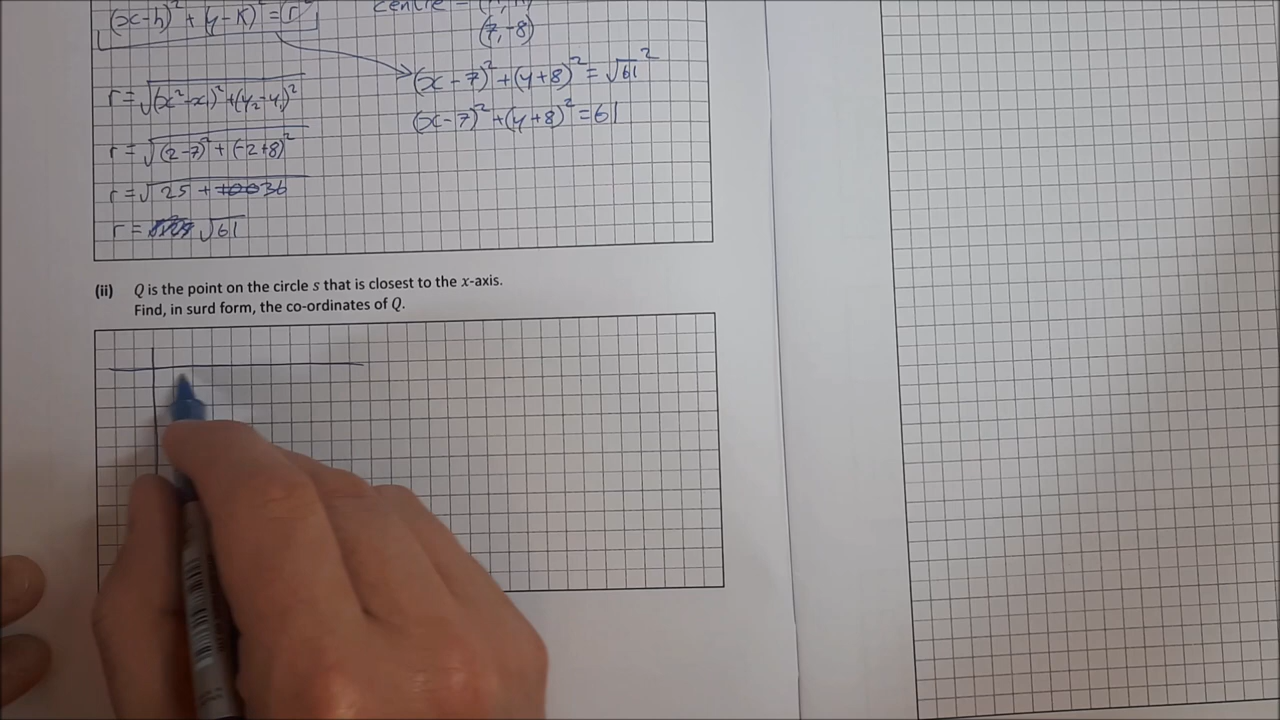 (x-h)² + (y-k)² = r²
centre =
(7,-8)
r = √(x²-x₁)² + (y₂-y₁)²
r = √(2-7)² + (-2+8)²
r = √25 + 36
r = √61
(x-7)² + (y+8)² = √61²
(x-7)² + (y+8)² = 61
(ii) Q is the point on the circle s that is closest to the x-axis.
Find, in surd form, the co-ordinates of Q.